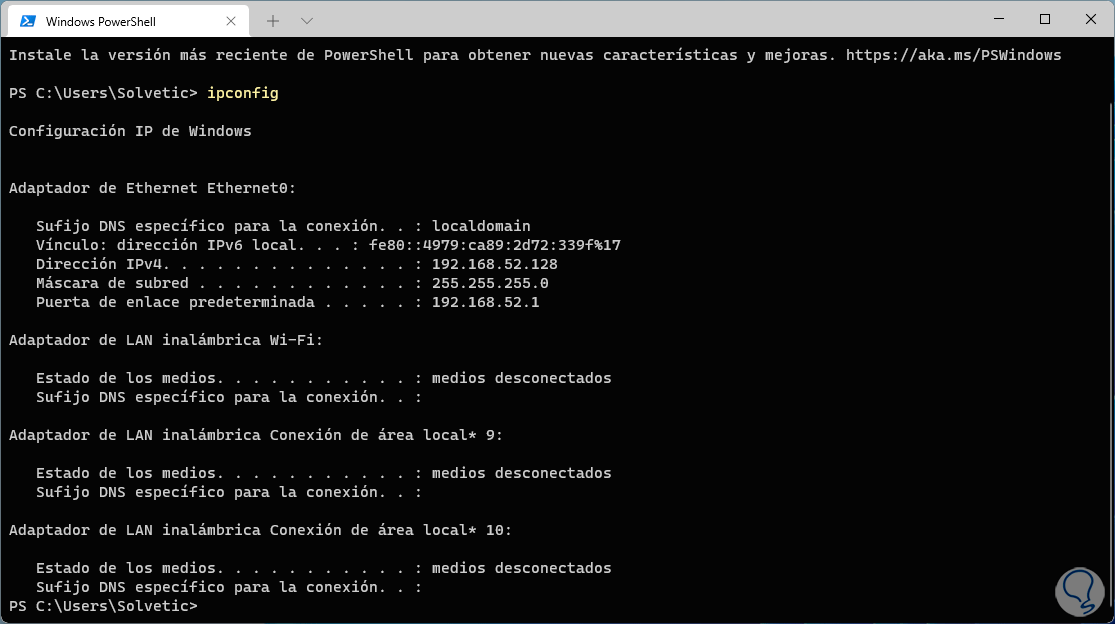 Windows PowerShell
Instale la versión más reciente de PowerShell para obtener nuevas características y mejoras. https://aka.ms/PSWindows
PS C:\Users\Solvetic> ipconfig
Configuración IP de Windows
Adaptador de Ethernet Ethernet0:
   Sufijo DNS específico para la conexión. . : localdomain
   Vínculo: dirección IPv6 local. . . : fe80::4979:ca89:2d72:339f%17
   Dirección IPv4. . . . . . . . . . . . . . : 192.168.52.128
   Máscara de subred . . . . . . . . . . . . : 255.255.255.0
   Puerta de enlace predeterminada . . . . . : 192.168.52.1
Adaptador de LAN inalámbrica Wi-Fi:
   Estado de los medios. . . . . . . . . . . : medios desconectados
   Sufijo DNS específico para la conexión. . :
Adaptador de LAN inalámbrica Conexión de área local* 9:
   Estado de los medios. . . . . . . . . . . : medios desconectados
   Sufijo DNS específico para la conexión. . :
Adaptador de LAN inalámbrica Conexión de área local* 10:
   Estado de los medios. . . . . . . . . . . : medios desconectados
   Sufijo DNS específico para la conexión. . :
PS C:\Users\Solvetic>